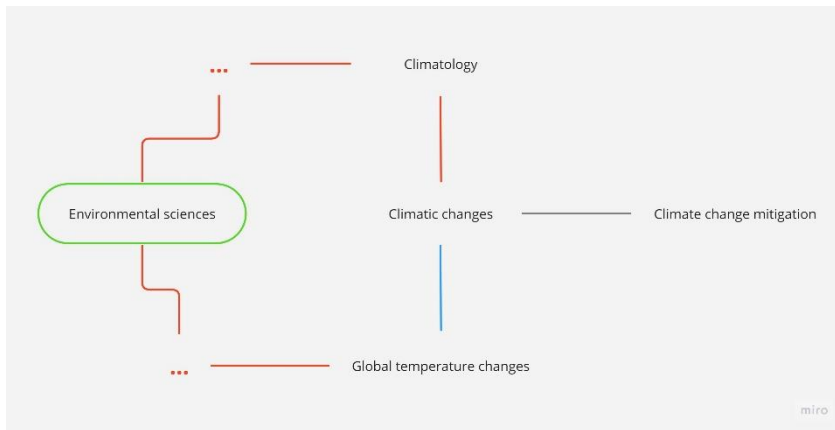 ...
Climatology
Environmental sciences
Climatic changes
Climate change mitigation
...
Global temperature changes
miro